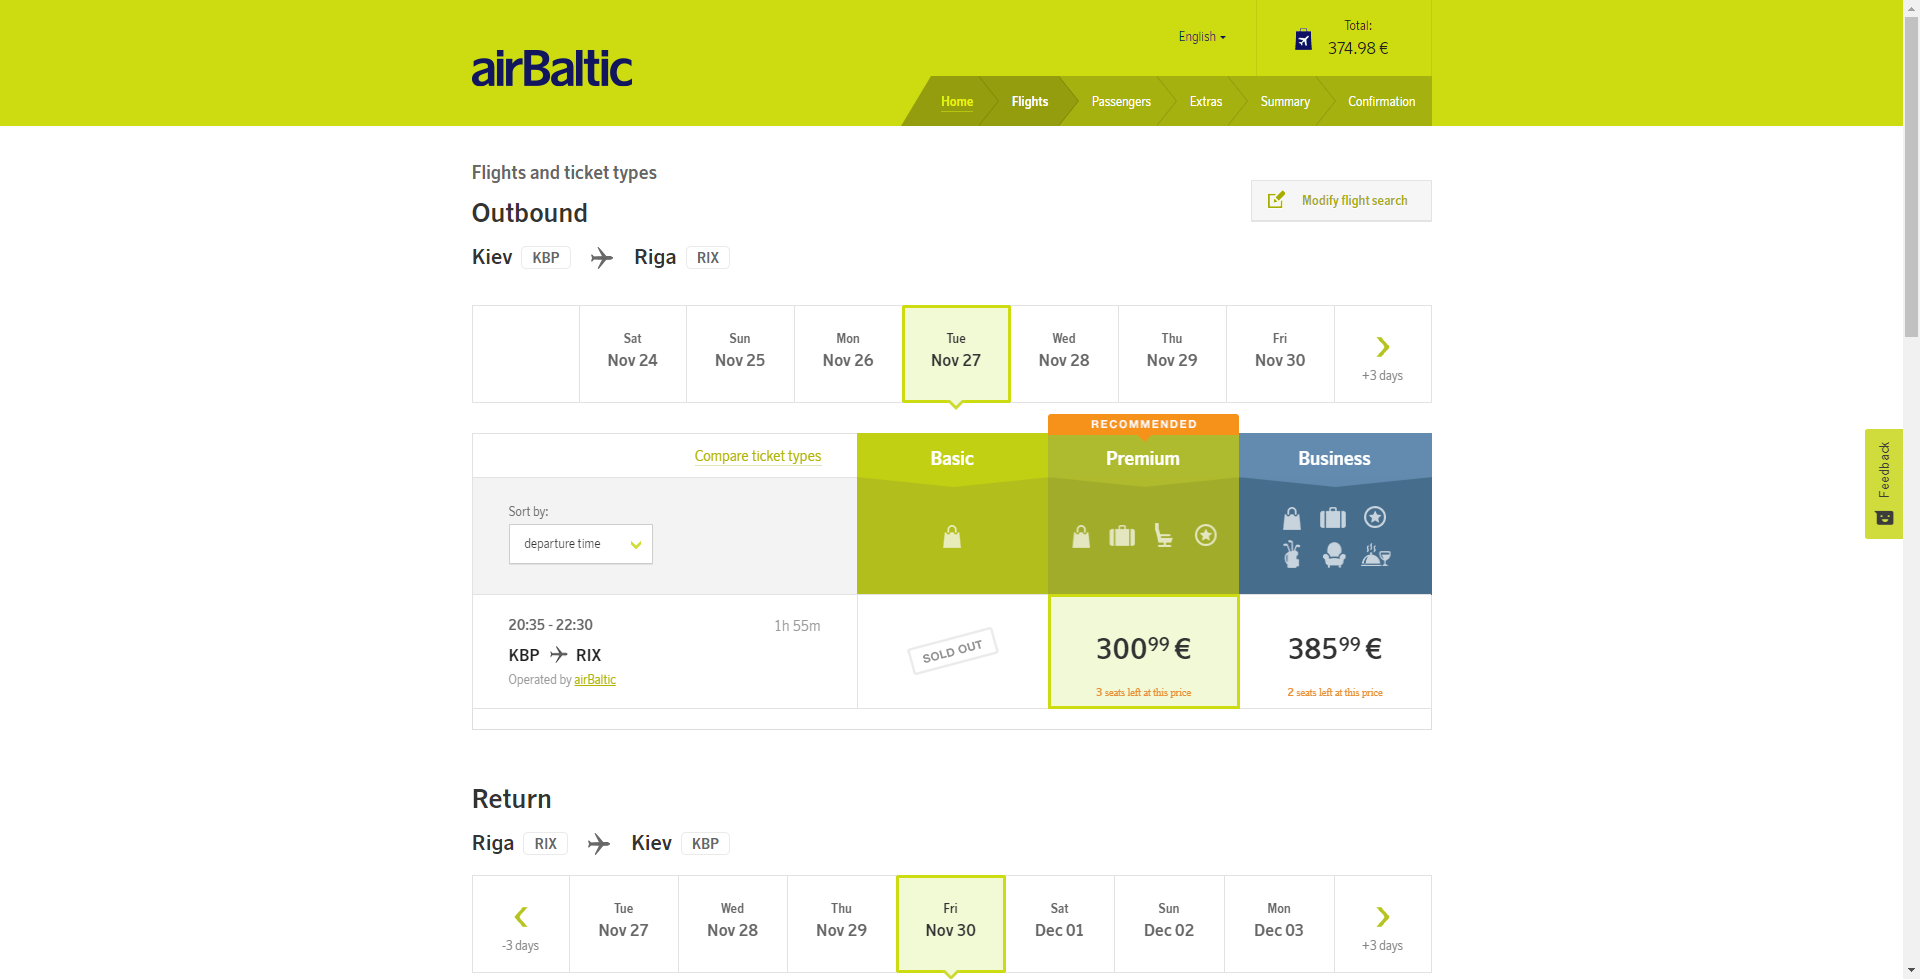 airBaltic
English
Total:
374.98 €
Home
Flights
Passengers
Extras
Summary
Confirmation
Flights and ticket types
Outbound
Modify flight search
Kiev KBP Riga RIX
Sat
Nov 24
Sun
Nov 25
Mon
Nov 26
Tue
Nov 27
Wed
Nov 28
Thu
Nov 29
Fri
Nov 30
+3 days
RECOMMENDED
Compare ticket types
Basic
Premium
Business
Sort by:
departure time
20:35 - 22:30
1h 55m
KBP RIX
Operated by airBaltic
SOLD OUT
300 99 €
3 seats left at this price
385 99 €
2 seats left at this price
Feedback
Return
Riga RIX Kiev KBP
-3 days
Tue
Nov 27
Wed
Nov 28
Thu
Nov 29
Fri
Nov 30
Sat
Dec 01
Sun
Dec 02
Mon
Dec 03
+3 days